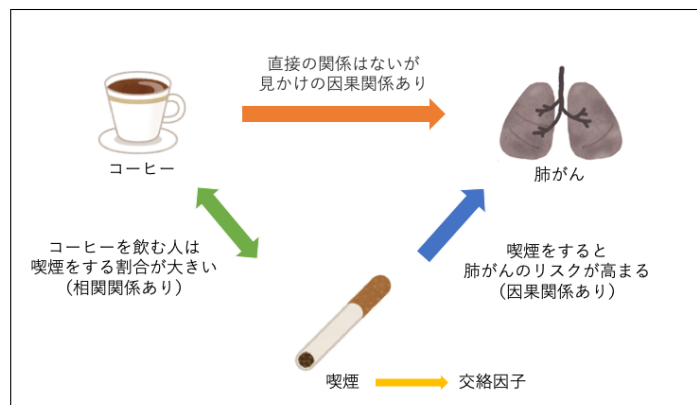 直接の関係はないが
見かけの因果関係あり
コーヒー
肺がん
コーヒーを飲む人は
喫煙をする割合が大きい
(相関関係あり)
喫煙をすると
肺がんのリスクが高まる
(因果関係あり)
喫煙
交絡因子